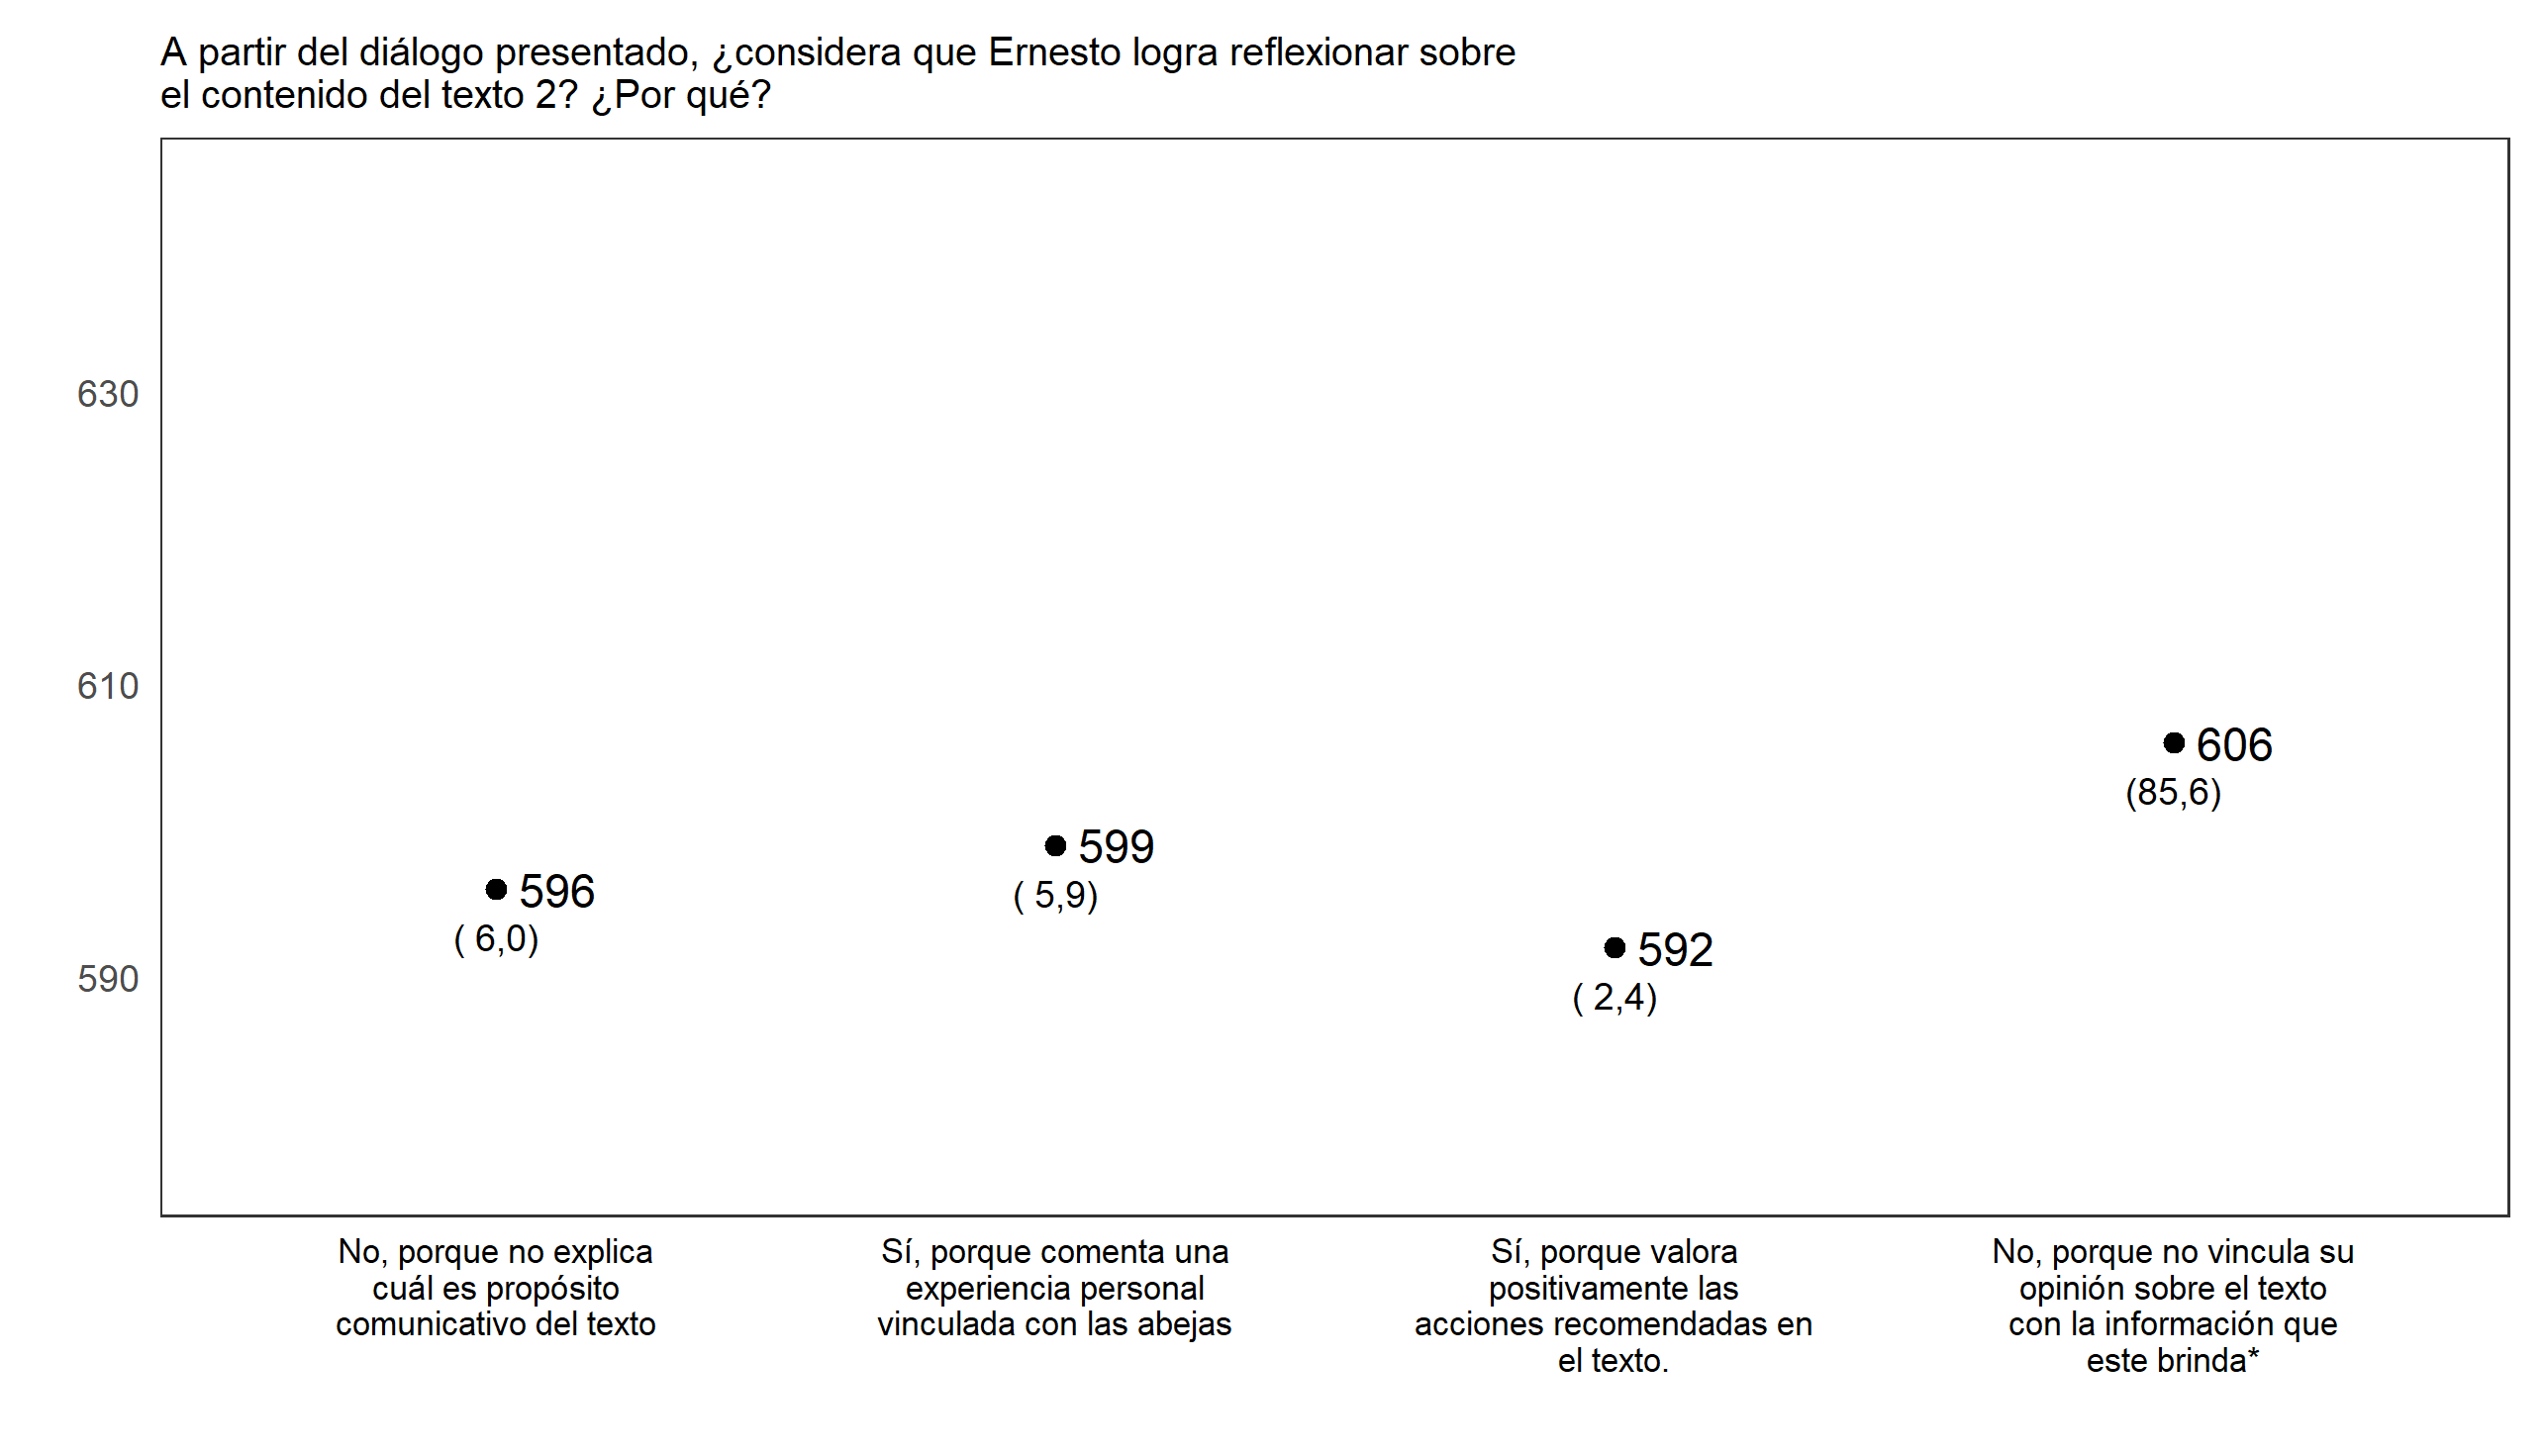 A partir del diálogo presentado, ¿considera que Ernesto logra reflexionar sobre
el contenido del texto 2? ¿Por qué?
630
610
590
596
( 6,0)
599
( 5,9)
592
( 2,4)
606
(85,6)
No, porque no explica
cuál es propósito
comunicativo del texto
Sí, porque comenta una
experiencia personal
vinculada con las abejas
Sí, porque valora
positivamente las
acciones recomendadas en
el texto.
No, porque no vincula su
opinión sobre el texto
con la información que
este brinda*